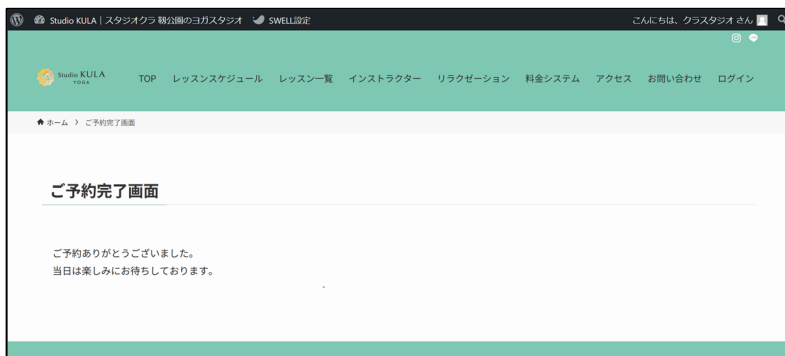 Studio KULA｜スタジオクラ 靱公園のヨガスタジオ SWELL設定 こんにちは、クラスタジオ さん
Studio KULA
YOGA
TOP レッスンスケジュール レッスン一覧 インストラクター リラクゼーション 料金システム アクセス お問い合わせ ログイン
ホーム 〉 ご予約完了画面
ご予約完了画面
ご予約ありがとうございました。
当日は楽しみにお待ちしております。